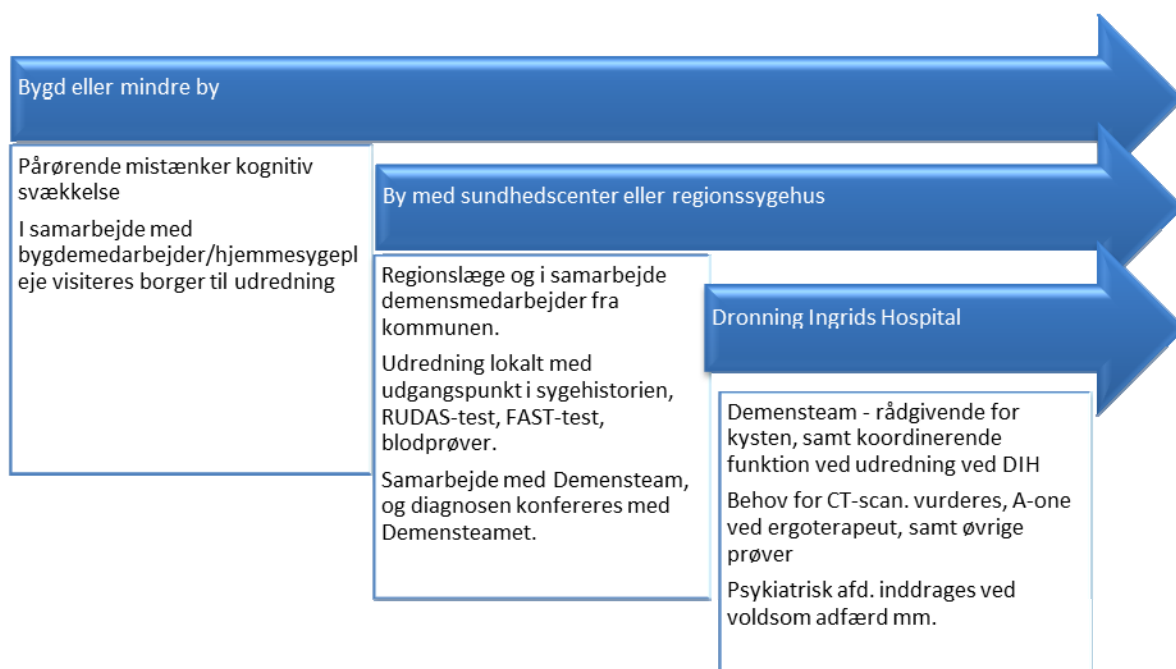 Bygd eller mindre by
Pårørende mistænker kognitiv
svækkelse
I samarbejde med
bygdemedarbejder/hjemmesygepl
eje visiteres borger til udredning
By med sundhedscenter eller regionssygehus
Regionslæge og i samarbejde
demensmedarbejder fra
kommunen.
Udredning lokalt med
udgangspunkt i sygehistorien,
RUDAS-test, FAST-test,
blodprøver.
Samarbejde med Demensteam,
og diagnosen konfereres med
Demensteamet.
Dronning Ingrids Hospital
Demensteam - rådgivende for
kysten, samt koordinerende
funktion ved udredning ved DIH
Behov for CT-scan. vurderes, A-one
ved ergoterapeut, samt øvrige
prøver
Psykiatrisk afd. inddrages ved
voldsom adfærd mm.